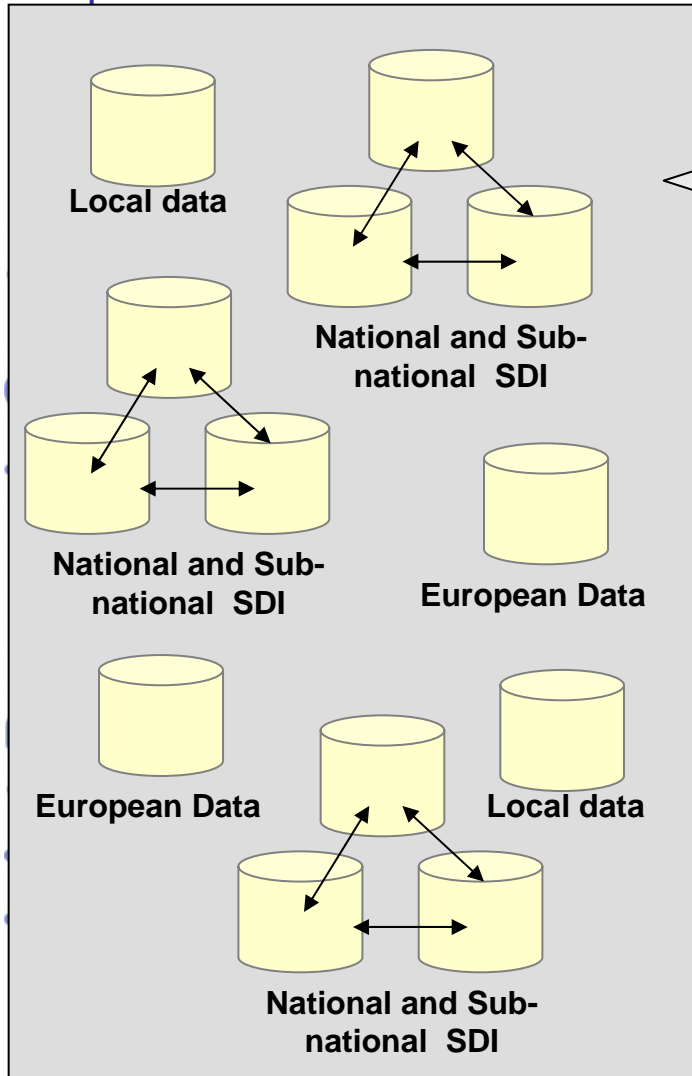 Local data
National and Sub-
national SDI
National and Sub-
national SDI
European Data
European Data
Local data
National and Sub-
national SDI